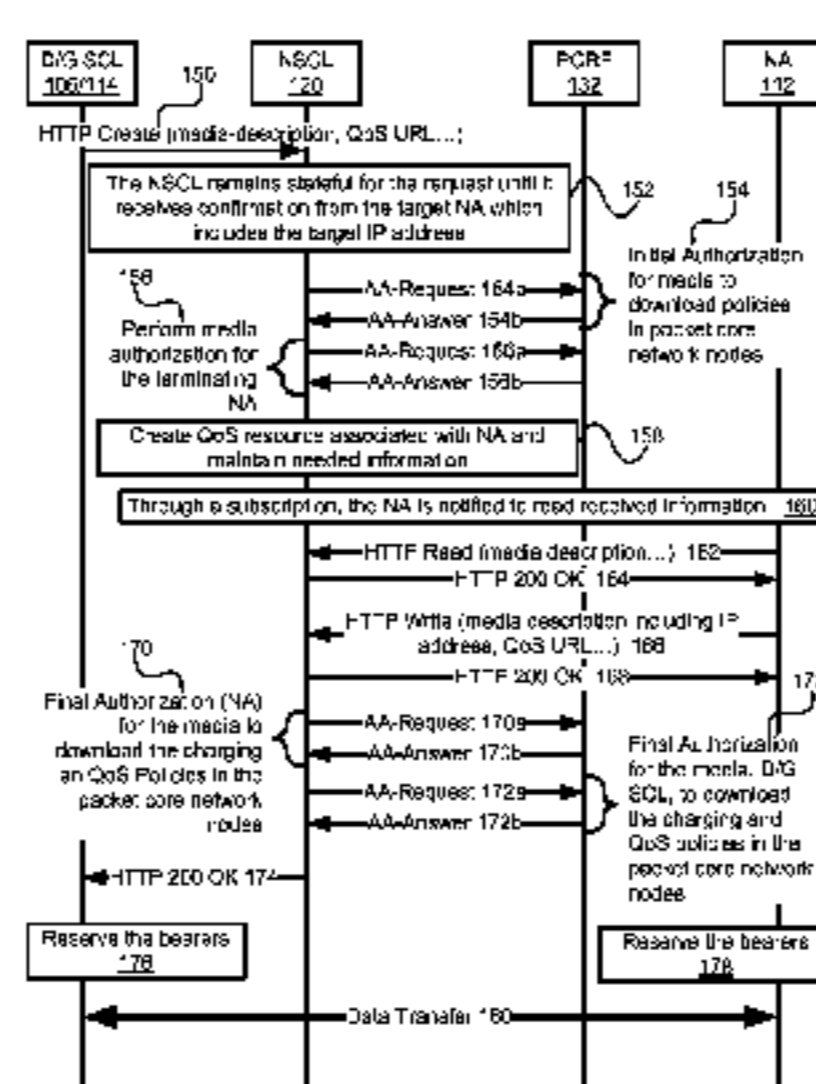 D/G SCL
106/114
NSCL
120
PCRF
132
NA
112
150
HTTP Create (media-description, QoS URL...)
The NSCL remains stateful for the request until it
receives confirmation from the target NA which
includes the target IP address
152
154
Initial Authorization
for media to
download policies
in packet core
network nodes
AA-Request 154a
AA-Answer 154b
156
Perform media
authorization for
the terminating
NA
AA-Request 156a
AA-Answer 156b
Create QoS resource associated with NA and
maintain needed information
158
Through a subscription, the NA is notified to read received information 160
HTTP Read (media description...) 162
HTTP 200 OK 164
HTTP Write (media description including IP
address, QoS URL...) 166
HTTP 200 OK 168
170
Final Authorization (NA)
for the media to
download the charging
an QoS Policies in the
packet core network
nodes
AA-Request 170a
AA-Answer 170b
AA-Request 172a
AA-Answer 172b
Final Authorization
for the media, D/G
SCL, to download
the charging and
QoS policies in the
packet core network
nodes
HTTP 200 OK 174
Reserve the bearers
176
Reserve the bearers
178
Data Transfer 180